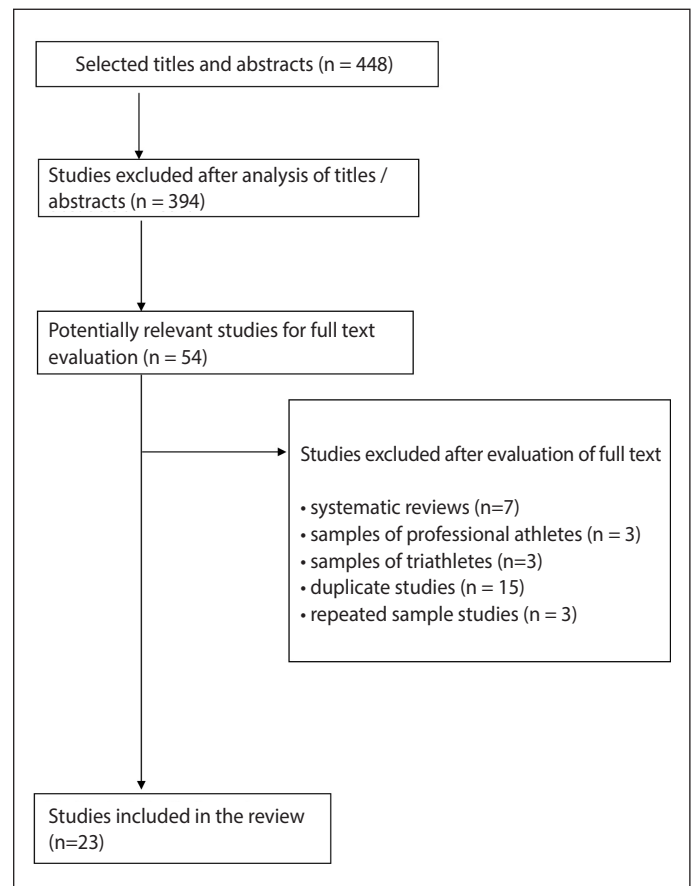 Selected titles and abstracts (n = 448)
Studies excluded after analysis of titles /
abstracts (n = 394)
Potentially relevant studies for full text
evaluation (n = 54)
Studies excluded after evaluation of full text
• systematic reviews (n=7)
• samples of professional athletes (n = 3)
• samples of triathletes (n=3)
• duplicate studies (n = 15)
• repeated sample studies (n = 3)
Studies included in the review
(n=23)